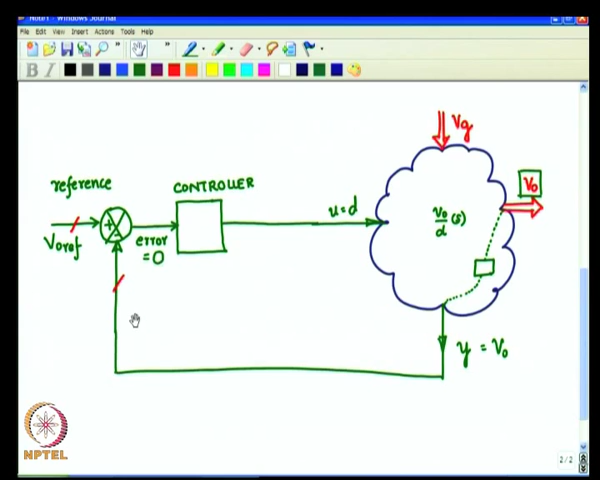 Note1 - Windows Journal
File Edit View Insert Actions Tools Help
B I
Vg
reference
CONTROLLER
Vo
u=d
Vo/d (s)
+
-
Voref
error
=0
y = Vo
NPTEL
2/2